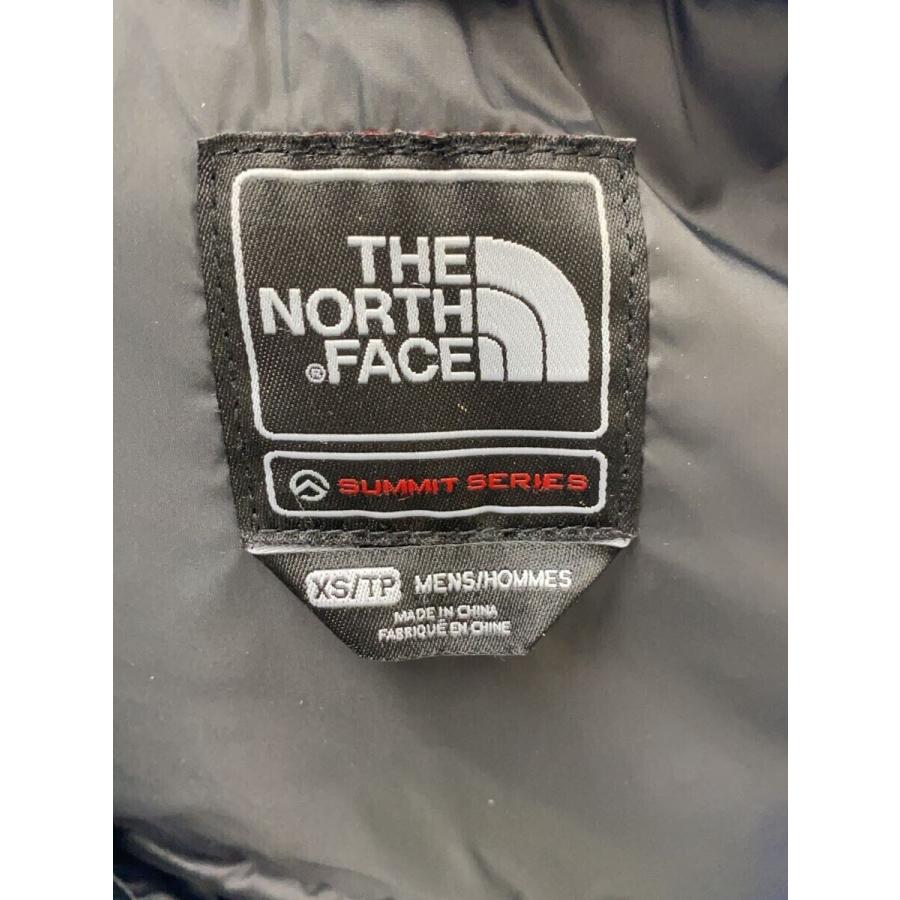 THE
NORTH
®FACE
SUMMIT SERIES
XS/TP MENS/HOMMES
MADE IN CHINA
FABRIQUÉ EN CHINE